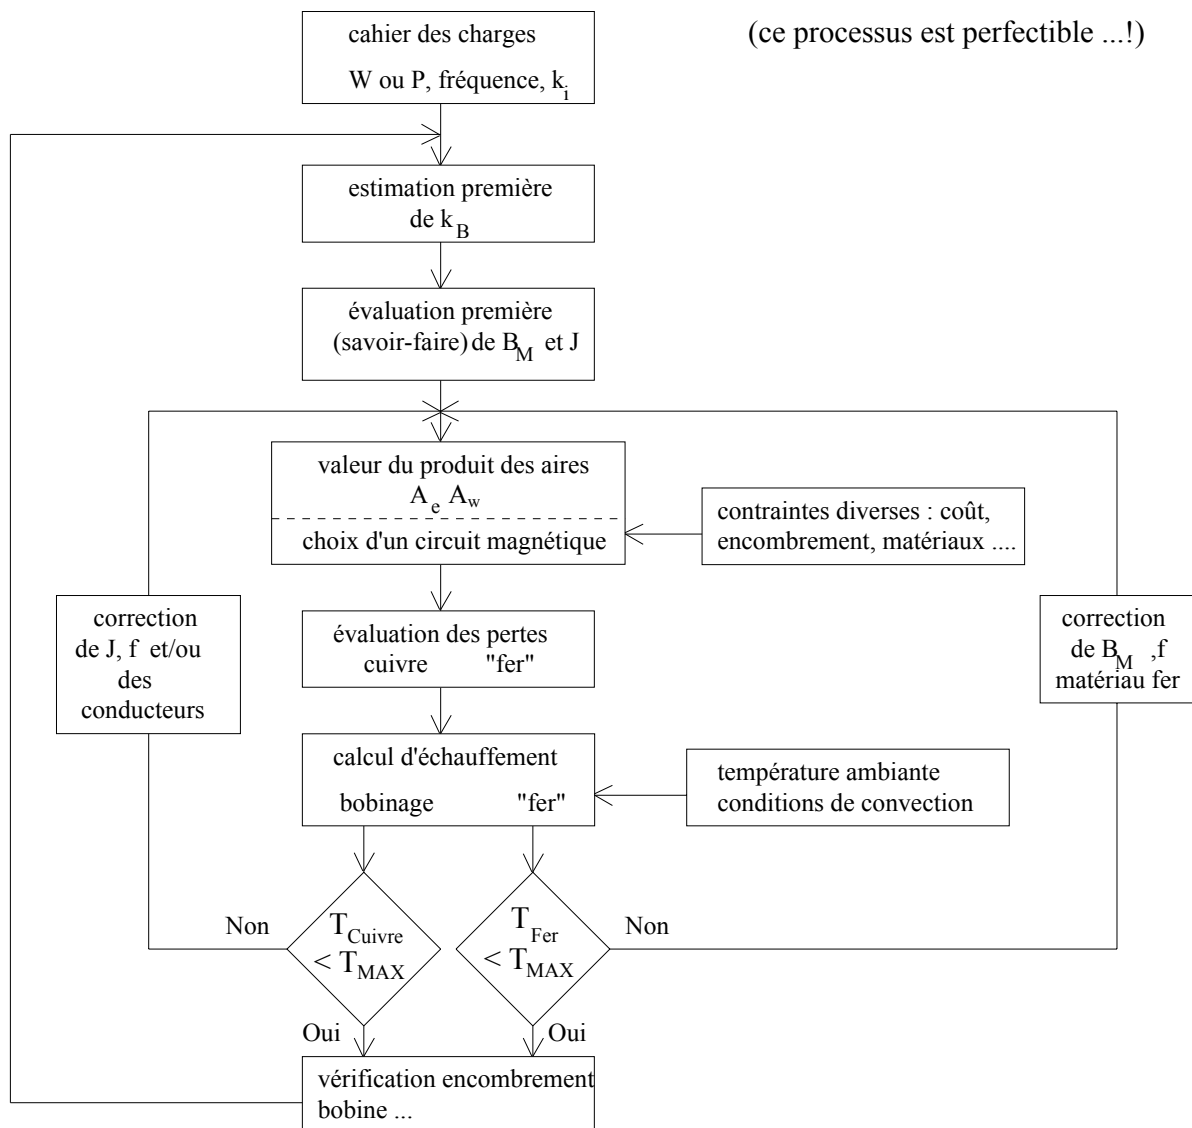 cahier des charges
W ou P, fréquence, k_i
(ce processus est perfectible ...!)
estimation première
de k_B
évaluation première
(savoir-faire) de B_M et J
valeur du produit des aires
A_e A_w
choix d'un circuit magnétique
contraintes diverses : coût,
encombrement, matériaux ....
correction
de J, f et/ou
des
conducteurs
évaluation des pertes
cuivre "fer"
correction
de B_M ,f
matériau fer
calcul d'échauffement
bobinage "fer"
température ambiante
conditions de convection
Non
T_Cuivre
< T_MAX
T_Fer
< T_MAX
Non
Oui
Oui
vérification encombrement
bobine ...